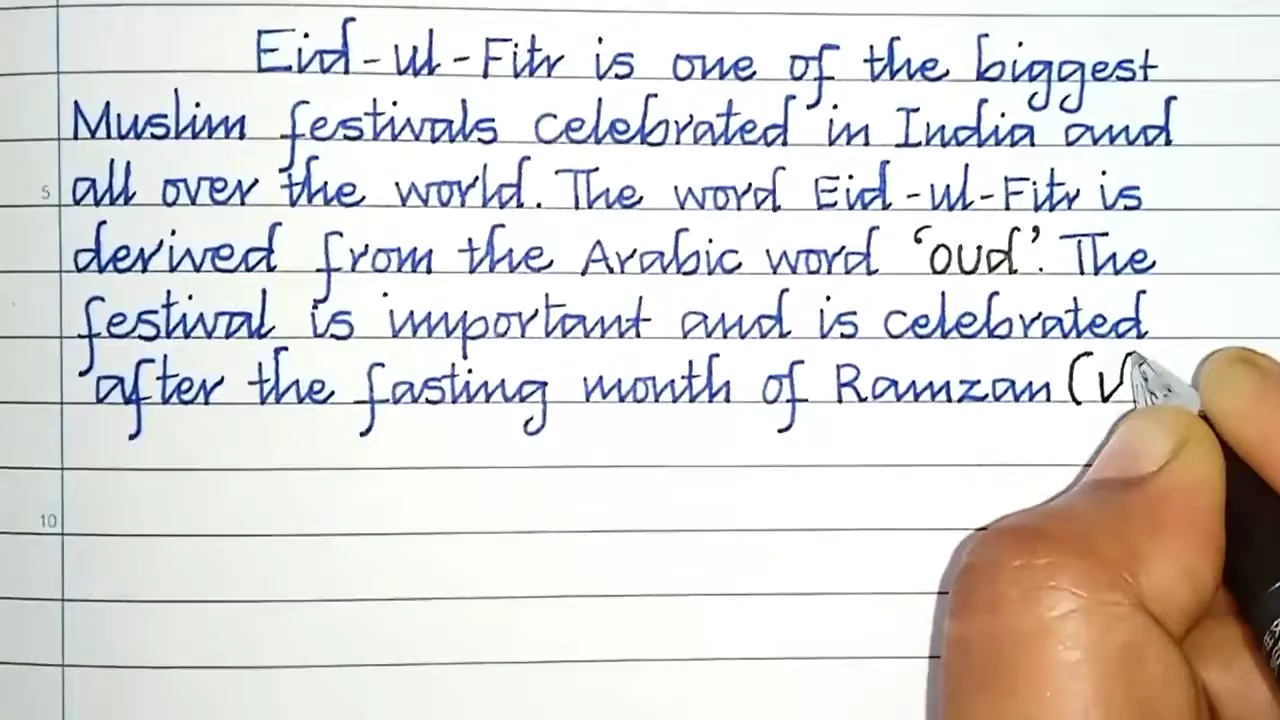 Eid-ul-Fitr is one of the biggest
Muslim festivals celebrated in India and
5 all over the world. The word Eid-ul-Fitr is
derived from the Arabic word 'oud'. The
festival is important and is celebrated
after the fasting month of Ramzan (
10